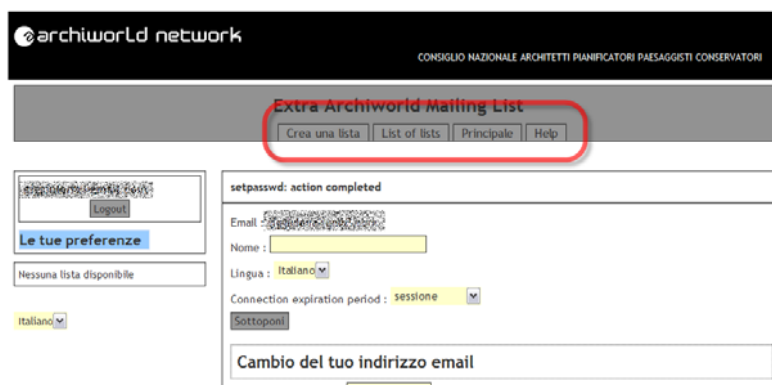 archiworld network
CONSIGLIO NAZIONALE ARCHITETTI PIANIFICATORI PAESAGGISTI CONSERVATORI
Extra Archiworld Mailing List
Crea una lista List of lists Principale Help
Logout
Le tue preferenze
Nessuna lista disponibile
Italiano
setpasswd: action completed
Email :
Nome :
Lingua : Italiano
Connection expiration period : sessione
Sottoponi
Cambio del tuo indirizzo email